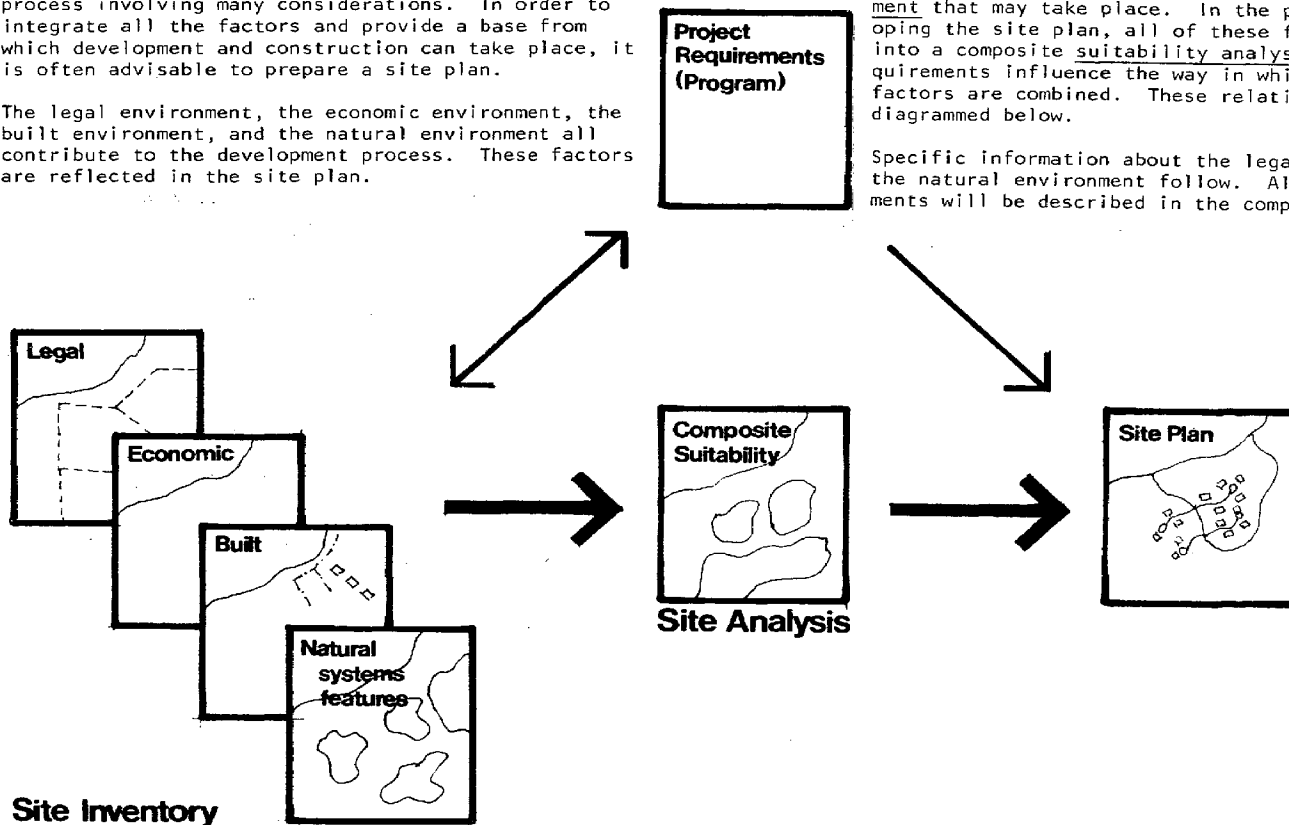 process involving many considerations. In order to
integrate all the factors and provide a base from
which development and construction can take place, it
is often advisable to prepare a site plan.
The legal environment, the economic environment, the
built environment, and the natural environment all
contribute to the development process. These factors
are reflected in the site plan.
Project
Requirements
(Program)
ment that may take place. In the p
oping the site plan, all of these f
into a composite suitability analys
quirements influence the way in whi
factors are combined. These relati
diagrammed below.
Specific information about the lega
the natural environment follow. Al
ments will be described in the comp
Legal
Economic
Built
Natural
systems
features
Site Inventory
Composite
Suitability
Site Analysis
Site Plan